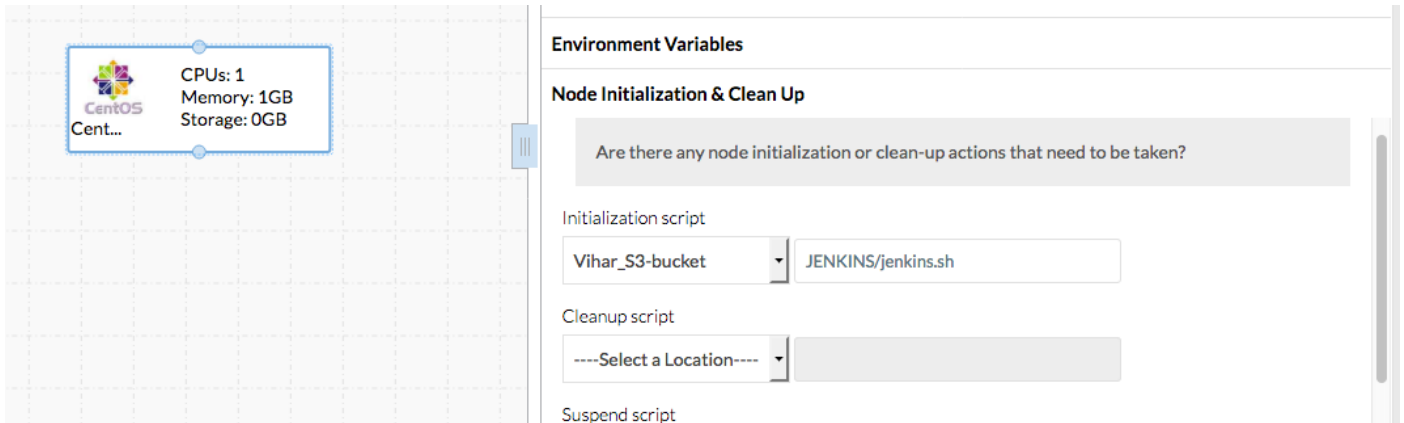 CentOS
Cent...
CPUs: 1
Memory: 1GB
Storage: 0GB
Environment Variables
Node Initialization & Clean Up
Are there any node initialization or clean-up actions that need to be taken?
Initialization script
Vihar_S3-bucket JENKINS/jenkins.sh
Cleanup script
----Select a Location----
Suspend script